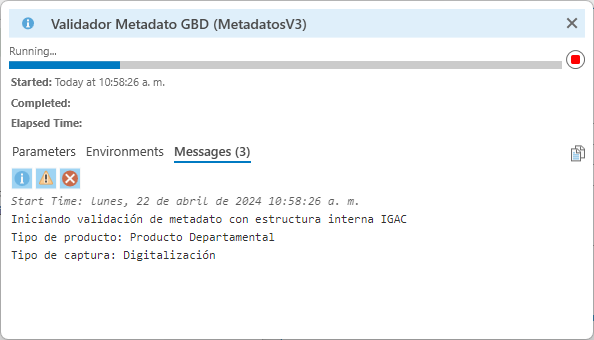 Validador Metadato GBD (MetadatosV3)
Running...
Started: Today at 10:58:26 a. m.
Completed:
Elapsed Time:
Parameters Environments Messages (3)
Start Time: lunes, 22 de abril de 2024 10:58:26 a. m.
Iniciando validación de metadato con estructura interna IGAC
Tipo de producto: Producto Departamental
Tipo de captura: Digitalización